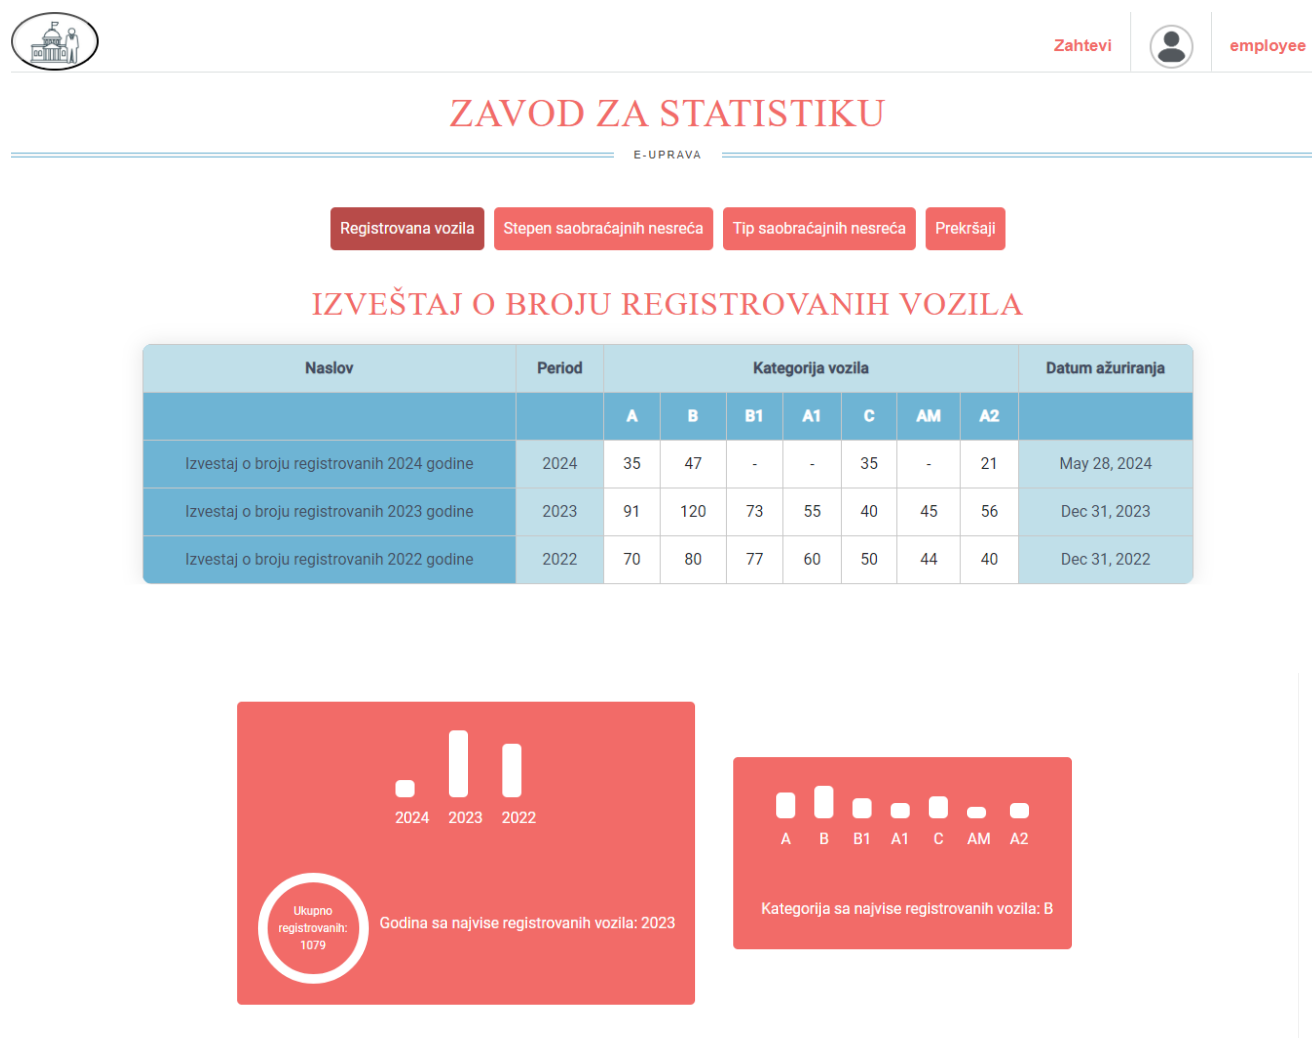 Zahtevi
employee
ZAVOD ZA STATISTIKU
E-UPRAVA
Registrovana vozila Stepen saobraćajnih nesreća Tip saobraćajnih nesreća Prekršaji
IZVEŠTAJ O BROJU REGISTROVANIH VOZILA
Naslov Period Kategorija vozila Datum ažuriranja
A B B1 A1 C AM A2
Izvestaj o broju registrovanih 2024 godine 2024 35 47 - - 35 - 21 May 28, 2024
Izvestaj o broju registrovanih 2023 godine 2023 91 120 73 55 40 45 56 Dec 31, 2023
Izvestaj o broju registrovanih 2022 godine 2022 70 80 77 60 50 44 40 Dec 31, 2022
2024 2023 2022
Ukupno
registrovanih:
1079
Godina sa najvise registrovanih vozila: 2023
A B B1 A1 C AM A2
Kategorija sa najvise registrovanih vozila: B